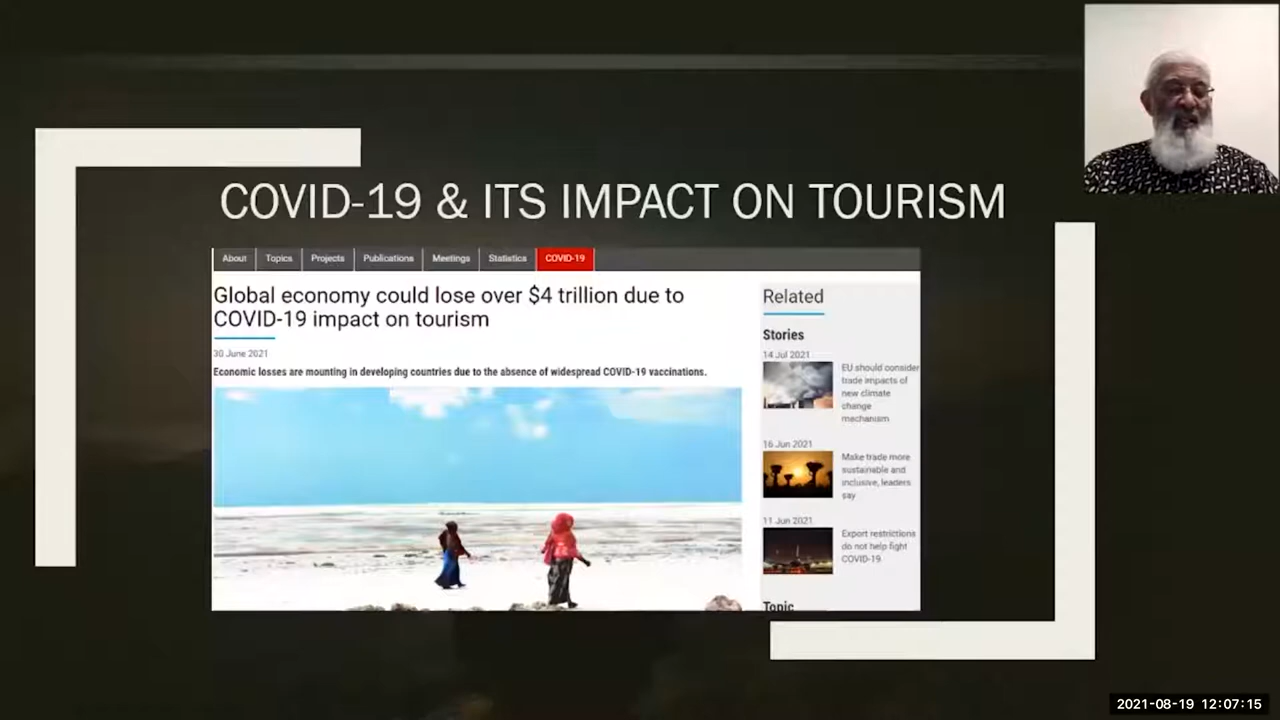 COVID-19 & ITS IMPACT ON TOURISM
About Topics Projects Publications Meetings Statistics COVID-19
Global economy could lose over $4 trillion due to
COVID-19 impact on tourism
30 June 2021
Economic losses are mounting in developing countries due to the absence of widespread COVID-19 vaccinations.
Related
Stories
14 Jul 2021
EU should consider
trade impacts of
new climate
change
mechanism
16 Jun 2021
Make trade more
sustainable and
inclusive, leaders
say
11 Jun 2021
Export restrictions
do not help fight
COVID-19.
Topic
2021-08-19 12:07:15